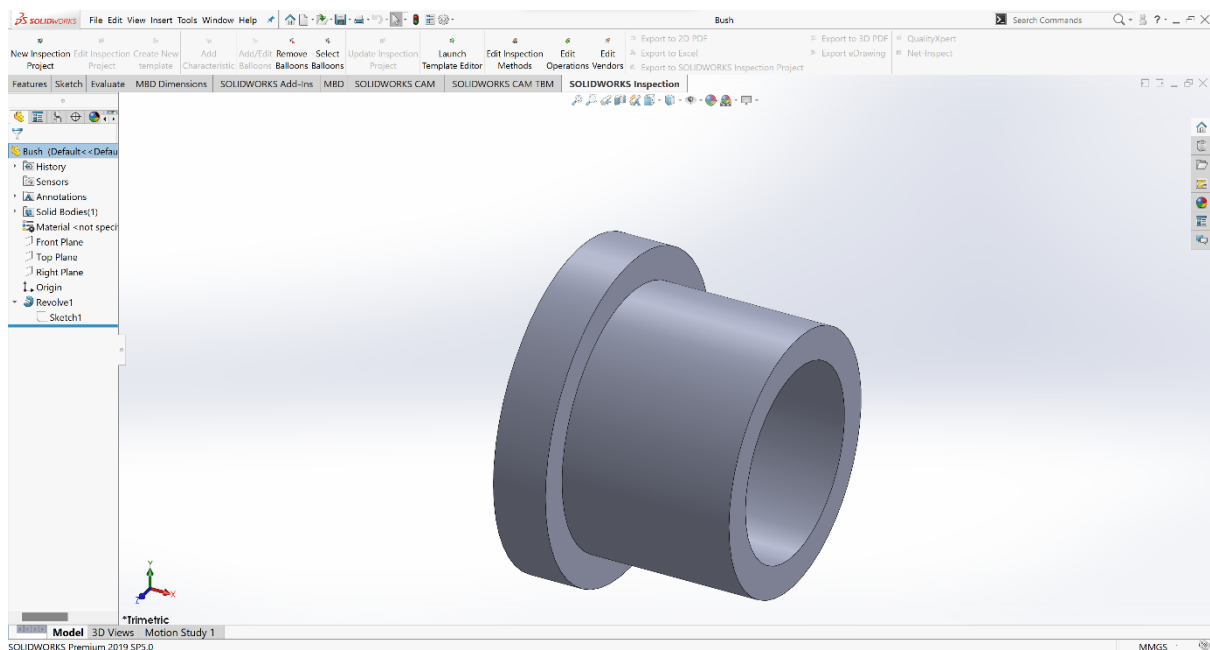 SOLIDWORKS File Edit View Insert Tools Window Help Bush Search Commands
New Inspection Project Edit Inspection Project Create New template Add Characteristic Add/Edit Balloons Remove Balloons Select Balloons Update Inspection Project Launch Template Editor Edit Inspection Methods Edit Operations Edit Vendors
Export to 2D PDF Export to 3D PDF QualityXpert
Export to Excel Export eDrawing Net-Inspect
Export to SOLIDWORKS Inspection Project
Features Sketch Evaluate MBD Dimensions SOLIDWORKS Add-Ins MBD SOLIDWORKS CAM SOLIDWORKS CAM TBM SOLIDWORKS Inspection
Bush (Default<<Defau
History
Sensors
Annotations
Solid Bodies(1)
Material <not speci
Front Plane
Top Plane
Right Plane
Origin
Revolve1
Sketch1
Y
X
Z
*Trimetric
Model 3D Views Motion Study 1
SOLIDWORKS Premium 2019 SP5.0 MMGS